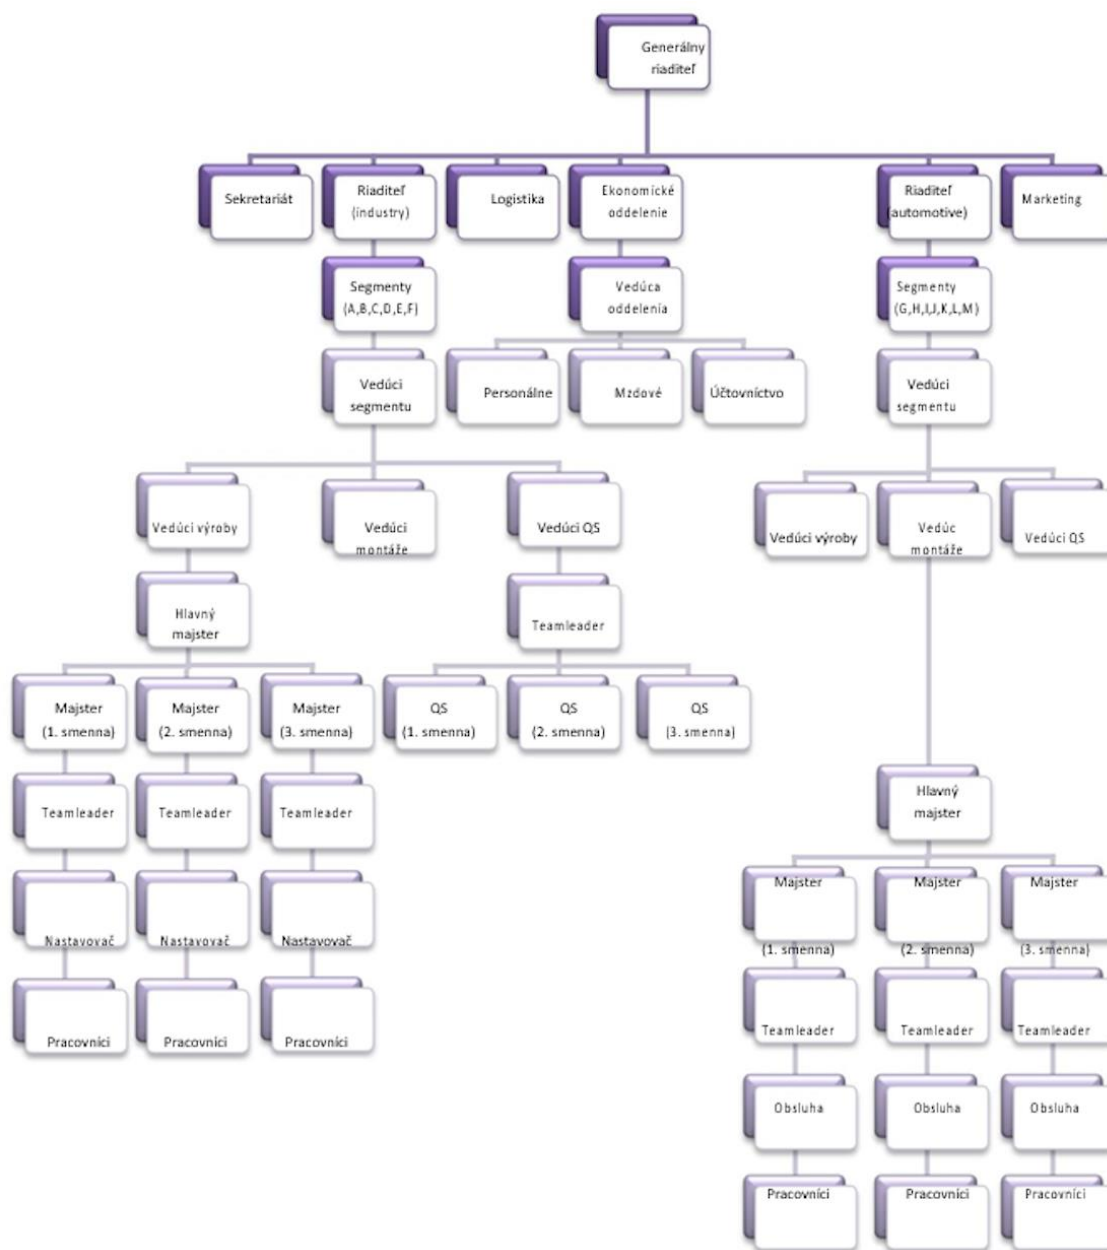 Generálny
riaditeľ
Sekretariát
Riaditeľ
(industry)
Logistika
Ekonomické
oddelenie
Riaditeľ
(automotive)
Marketing
Segmenty
(A,B,C,D,E,F)
Vedúca
oddelenia
Segmenty
(G,H,I,J,K,L,M)
Vedúci
segmentu
Personálne
Mzdové
Účtovníctvo
Vedúci
segmentu
Vedúci výroby
Vedúci
montáže
Vedúci QS
Vedúci výroby
Vedúc
montáže
Vedúci QS
Hlavný
majster
Teamleader
Majster
(1. smenna)
Majster
(2. smenna)
Majster
(3. smenna)
QS
(1. smenna)
QS
(2. smenna)
QS
(3. smenna)
Teamleader
Teamleader
Teamleader
Hlavný
majster
Nastavovač
Nastavovač
Nastavovač
Majster
(1. smenna)
Majster
(2. smenna)
Majster
(3. smenna)
Pracovníci
Pracovníci
Pracovníci
Teamleader
Teamleader
Teamleader
Obsluha
Obsluha
Obsluha
Pracovníci
Pracovníci
Pracovníci